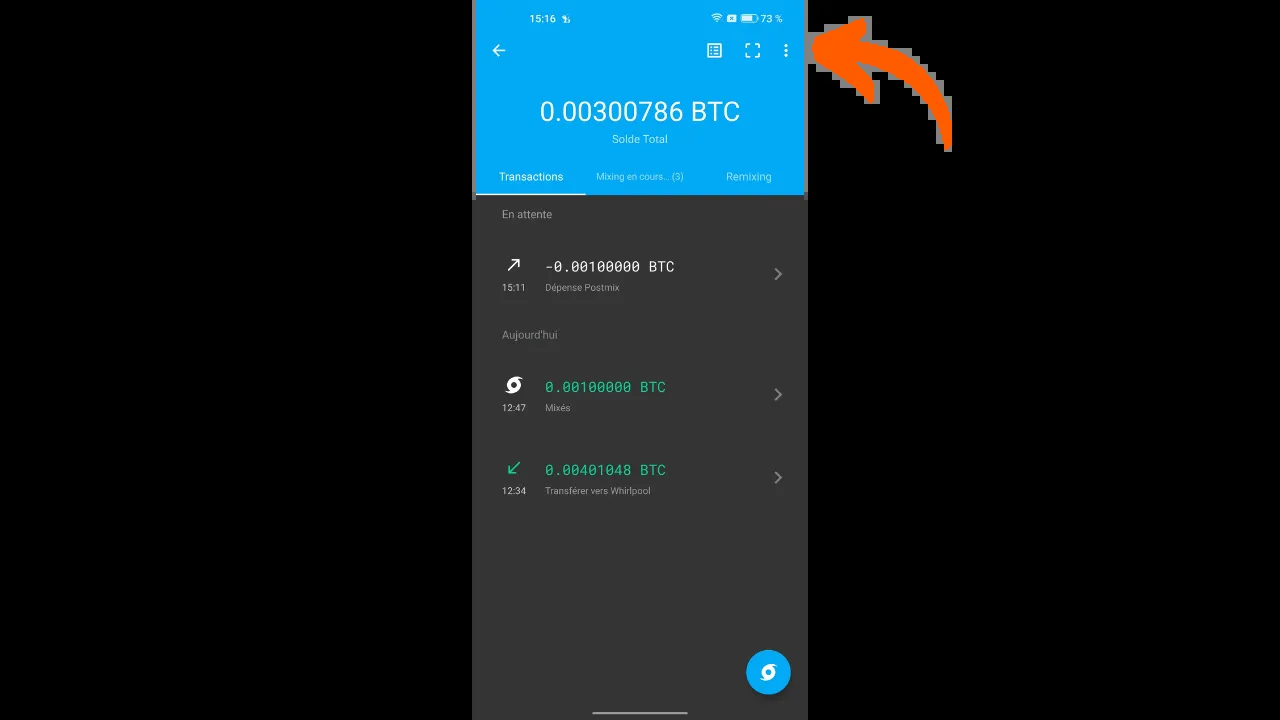 15:16
73 %
0.00300786 BTC
Solde Total
Transactions
Mixing en cours... (3)
Remixing
En attente
-0.00100000 BTC
15:11
Dépense Postmix
Aujourd'hui
0.00100000 BTC
12:47
Mixés
0.00401048 BTC
12:34
Transférer vers Whirlpool